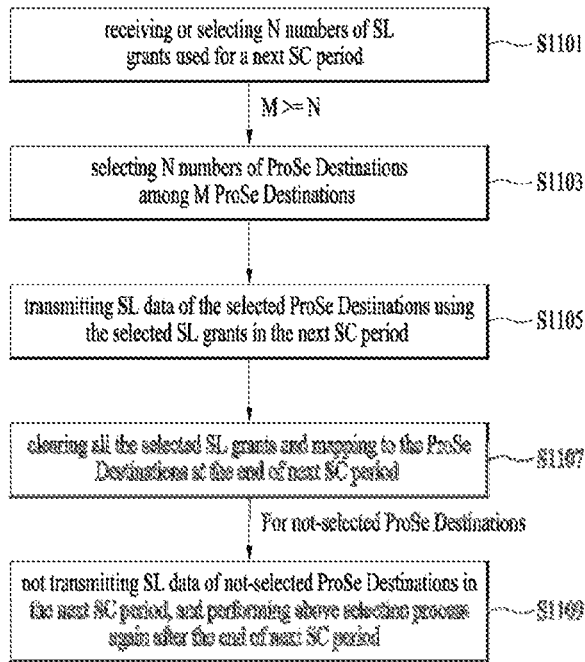 receiving or selecting N numbers of SL
grants used for a next SC period
S1101
M >= N
selecting N numbers of ProSe Destinations
among M ProSe Destinations
S1103
transmitting SL data of the selected ProSe Destinations using
the selected SL grants in the next SC period
S1105
clearing all the selected SL grants and mapping to the ProSe
Destinations at the end of next SC period
S1107
For not-selected ProSe Destinations
not transmitting SL data of not-selected ProSe Destinations in
the next SC period, and performing above selection process
again after the end of next SC period
S1109